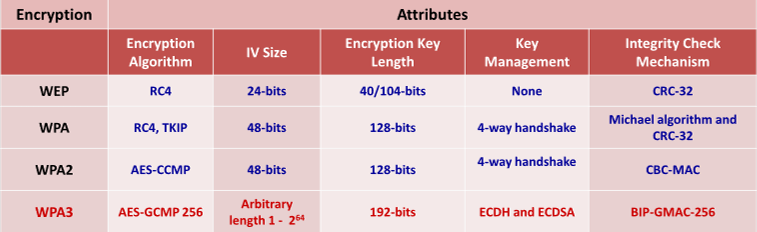 Encryption Attributes
Encryption Algorithm IV Size Encryption Key Length Key Management Integrity Check Mechanism
WEP RC4 24-bits 40/104-bits None CRC-32
WPA RC4, TKIP 48-bits 128-bits 4-way handshake Michael algorithm and CRC-32
WPA2 AES-CCMP 48-bits 128-bits 4-way handshake CBC-MAC
WPA3 AES-GCMP 256 Arbitrary length 1 - 2⁶⁴ 192-bits ECDH and ECDSA BIP-GMAC-256